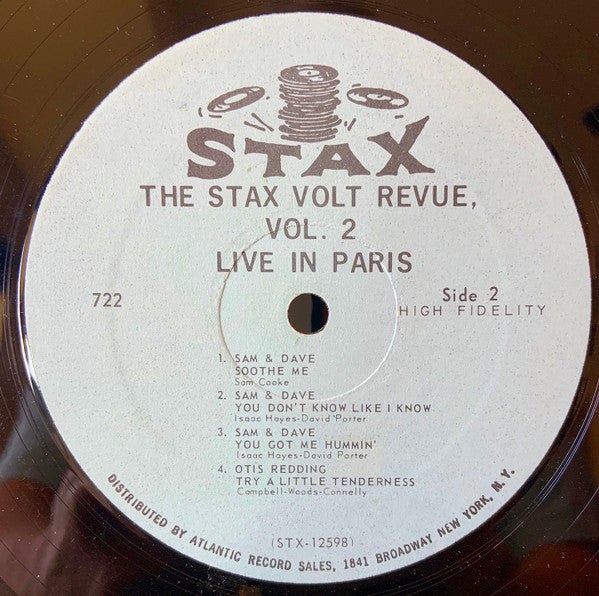 STAX
THE STAX VOLT REVUE,
VOL. 2
LIVE IN PARIS
722
Side 2
HIGH FIDELITY
1. SAM & DAVE
SOOTHE ME
Sam Cooke
2. SAM & DAVE
YOU DON'T KNOW LIKE I KNOW
Isaac Hayes-David Porter
3. SAM & DAVE
YOU GOT ME HUMMIN'
Isaac Hayes-David Porter
4. OTIS REDDING
TRY A LITTLE TENDERNESS
Campbell-Woods-Connelly
(STX-12598)
DISTRIBUTED BY ATLANTIC RECORD SALES, 1841 BROADWAY NEW YORK, N.Y.